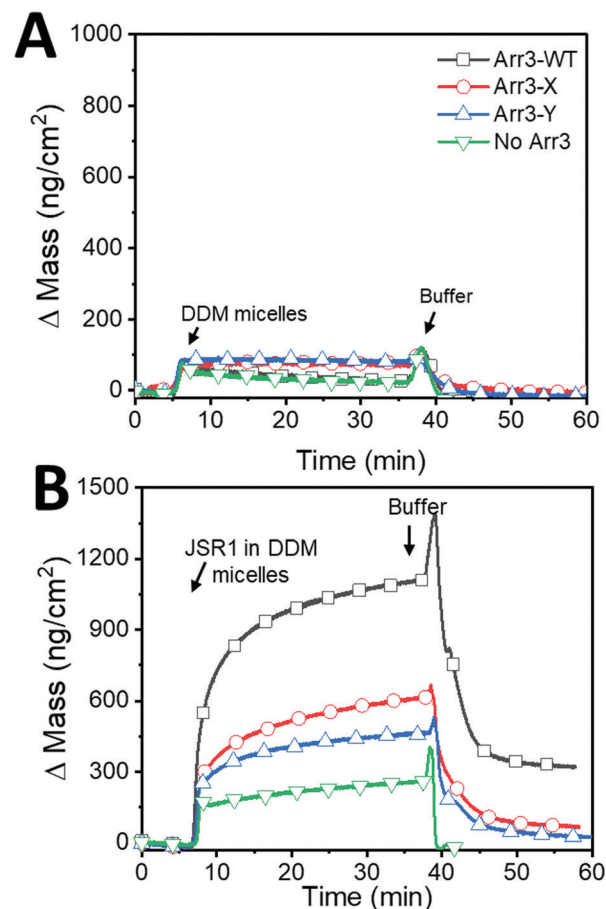 A
1000
800
600
400
200
0
Δ Mass (ng/cm²)
Arr3-WT
Arr3-X
Arr3-Y
No Arr3
DDM micelles
Buffer
0 10 20 30 40 50 60
Time (min)
B
1500
1200
900
600
300
0
Δ Mass (ng/cm²)
JSR1 in DDM
micelles
Buffer
0 10 20 30 40 50 60
Time (min)